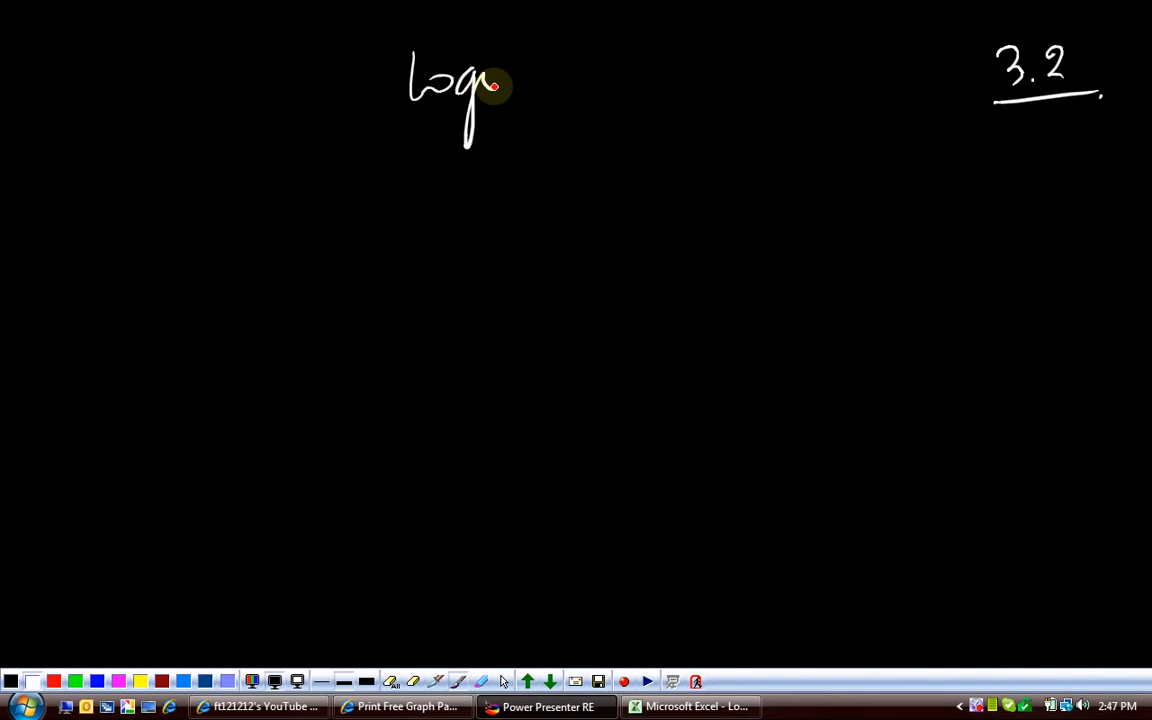 Log
3.2
ft121212's YouTube ...
Print Free Graph Pa...
Power Presenter RE
Microsoft Excel - Lo...
2:47 PM